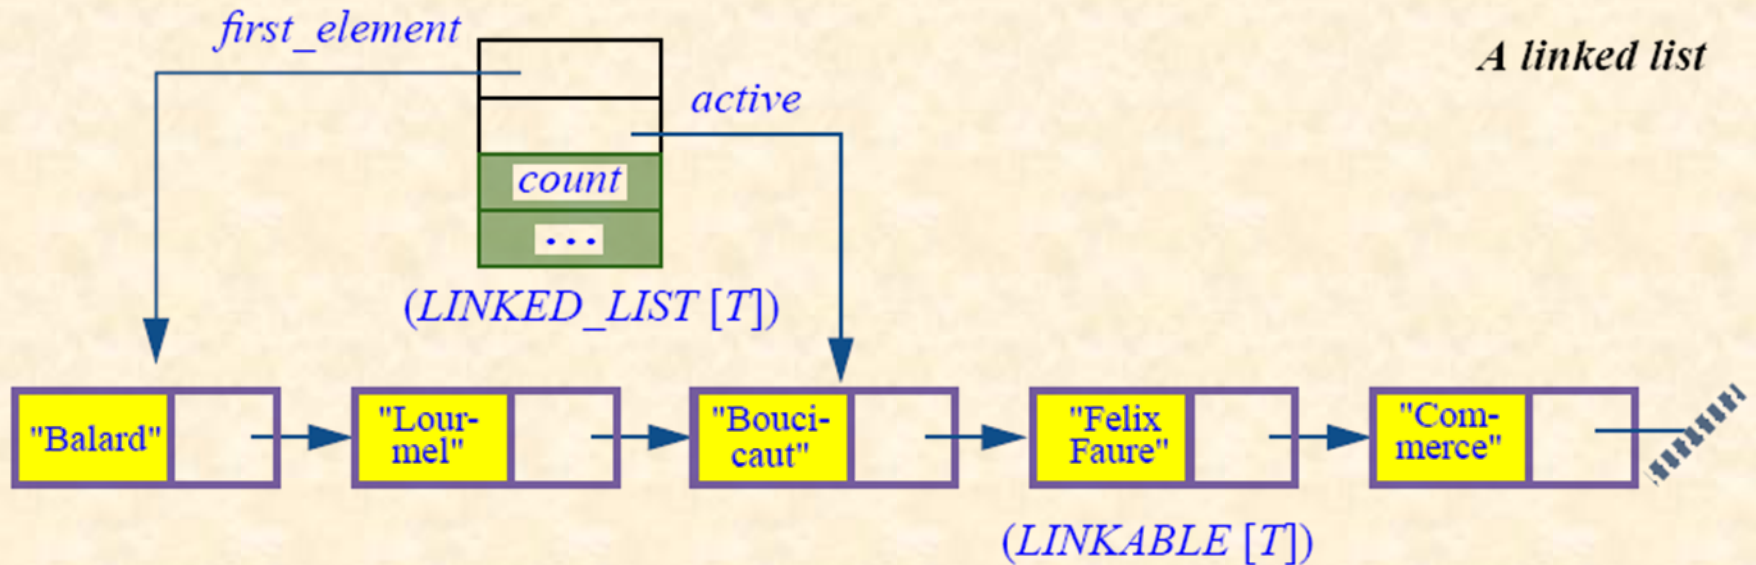 first_element
A linked list
active
count
...
(LINKED_LIST [T])
"Balard"
"Lour-
mel"
"Bouci-
caut"
"Felix
Faure"
"Com-
merce"
(LINKABLE [T])